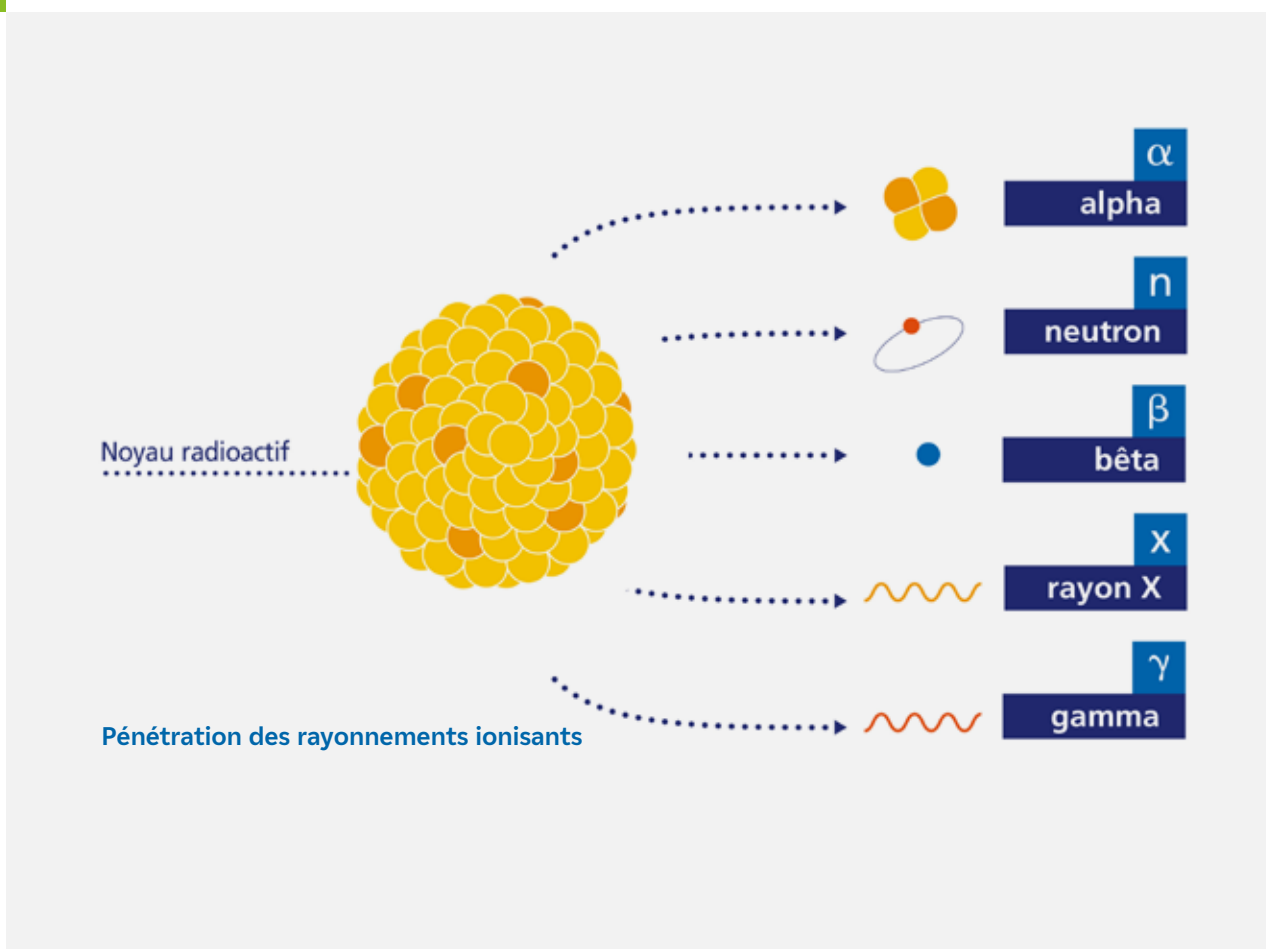 α
alpha
n
neutron
β
bêta
Noyau radioactif
x
rayon X
γ
gamma
Pénétration des rayonnements ionisants